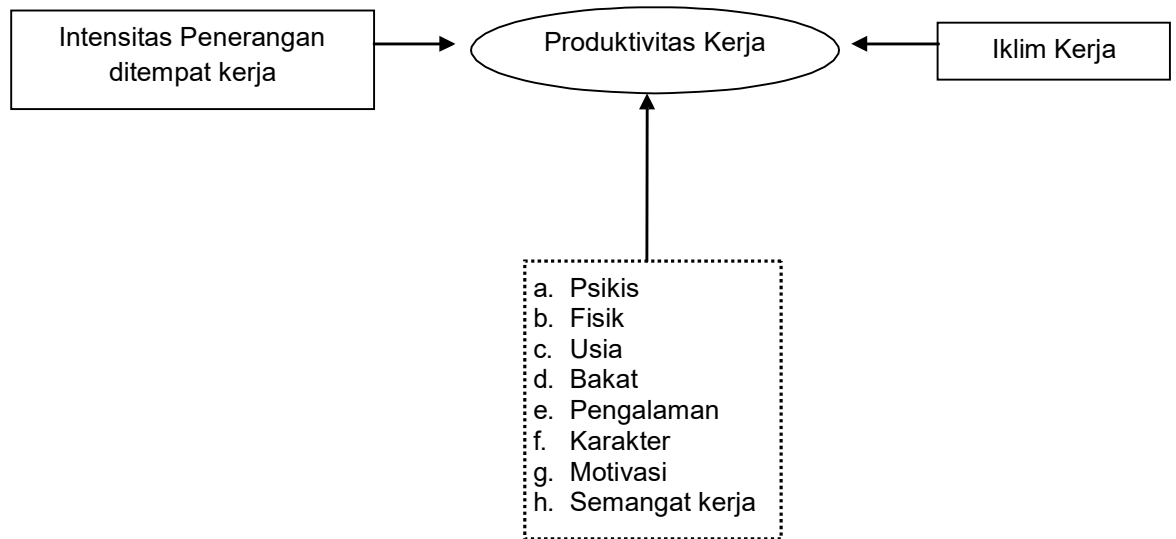 Intensitas Penerangan
ditempat kerja
Produktivitas Kerja
Iklim Kerja
a. Psikis
b. Fisik
c. Usia
d. Bakat
e. Pengalaman
f. Karakter
g. Motivasi
h. Semangat kerja